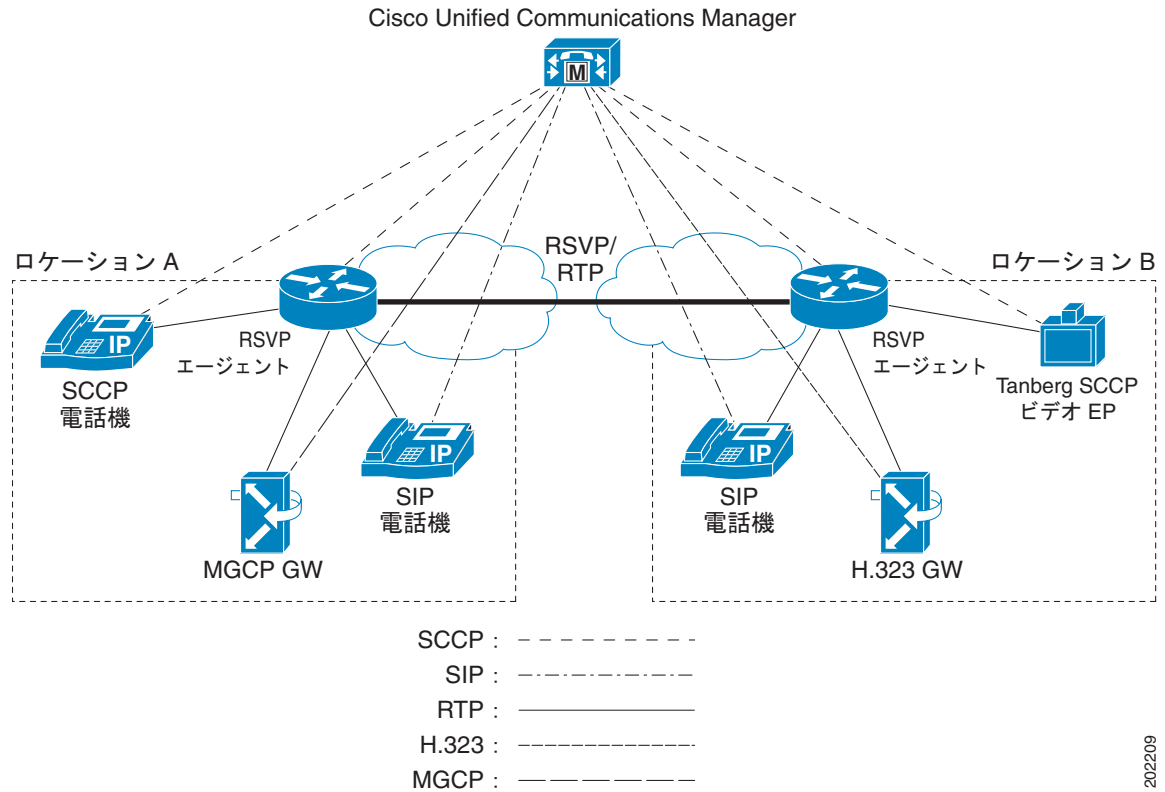 Cisco Unified Communications Manager
M
RSVP/
RTP
ロケーション A
ロケーション B
IP
RSVP
エージェント
RSVP
エージェント
SCCP
電話機
Tanberg SCCP
ビデオ EP
IP
IP
SIP
電話機
SIP
電話機
MGCP GW
H.323 GW
SCCP :
SIP :
RTP :
H.323 :
MGCP :
202209